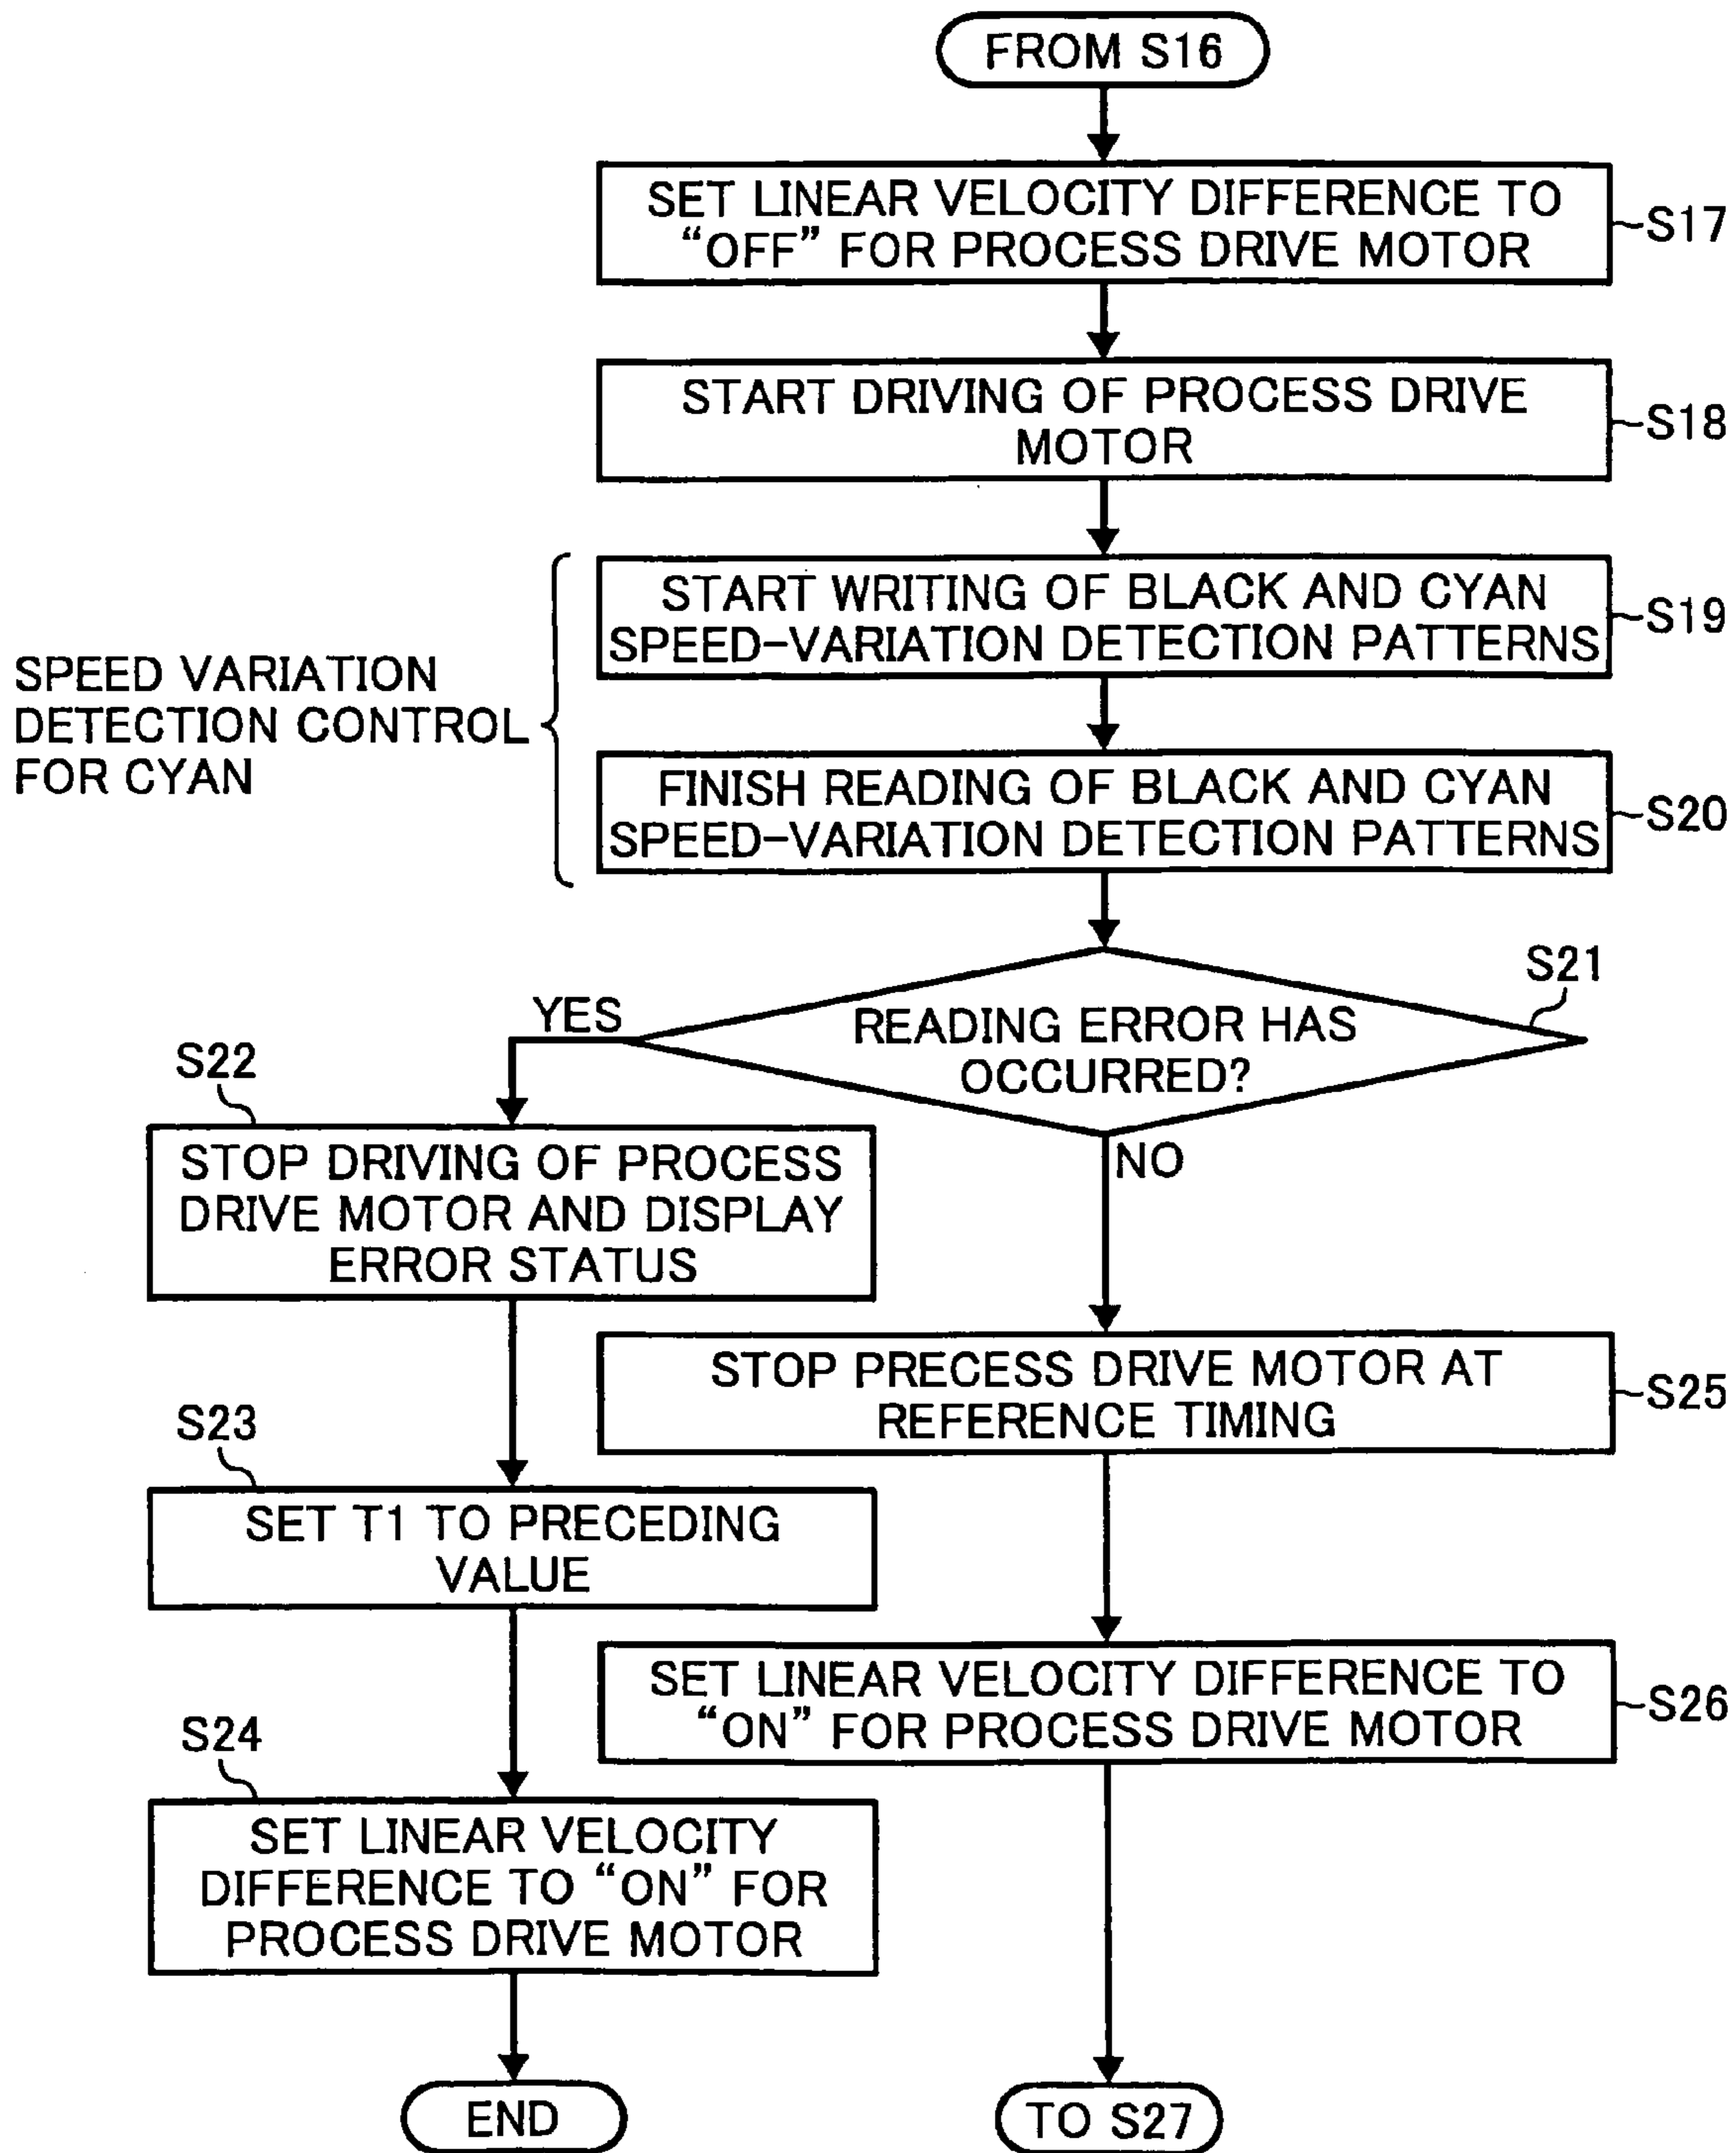 FROM S16
SET LINEAR VELOCITY DIFFERENCE TO
“OFF” FOR PROCESS DRIVE MOTOR
S17
START DRIVING OF PROCESS DRIVE
MOTOR
S18
SPEED VARIATION
DETECTION CONTROL
FOR CYAN
START WRITING OF BLACK AND CYAN
SPEED-VARIATION DETECTION PATTERNS
S19
FINISH READING OF BLACK AND CYAN
SPEED-VARIATION DETECTION PATTERNS
S20
S21
READING ERROR HAS
OCCURRED?
YES
NO
S22
STOP DRIVING OF PROCESS
DRIVE MOTOR AND DISPLAY
ERROR STATUS
S23
SET T1 TO PRECEDING
VALUE
S24
SET LINEAR VELOCITY
DIFFERENCE TO “ON” FOR
PROCESS DRIVE MOTOR
END
STOP PRECESS DRIVE MOTOR AT
REFERENCE TIMING
S25
SET LINEAR VELOCITY DIFFERENCE TO
“ON” FOR PROCESS DRIVE MOTOR
S26
TO S27